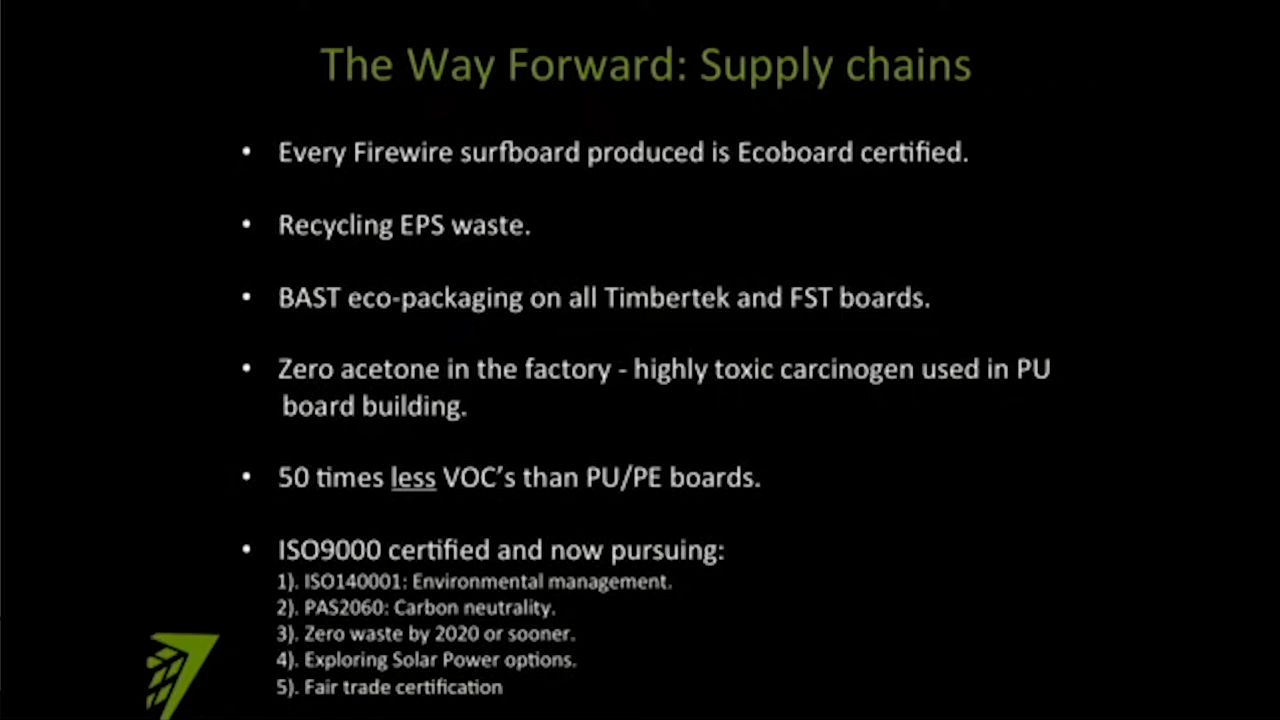 The Way Forward: Supply chains
• Every Firewire surfboard produced is Ecoboard certified.
• Recycling EPS waste.
• BAST eco-packaging on all Timbertek and FST boards.
• Zero acetone in the factory - highly toxic carcinogen used in PU
board building.
• 50 times less VOC's than PU/PE boards.
• ISO9000 certified and now pursuing:
1). ISO140001: Environmental management.
2). PAS2060: Carbon neutrality.
3). Zero waste by 2020 or sooner.
4). Exploring Solar Power options.
5). Fair trade certification